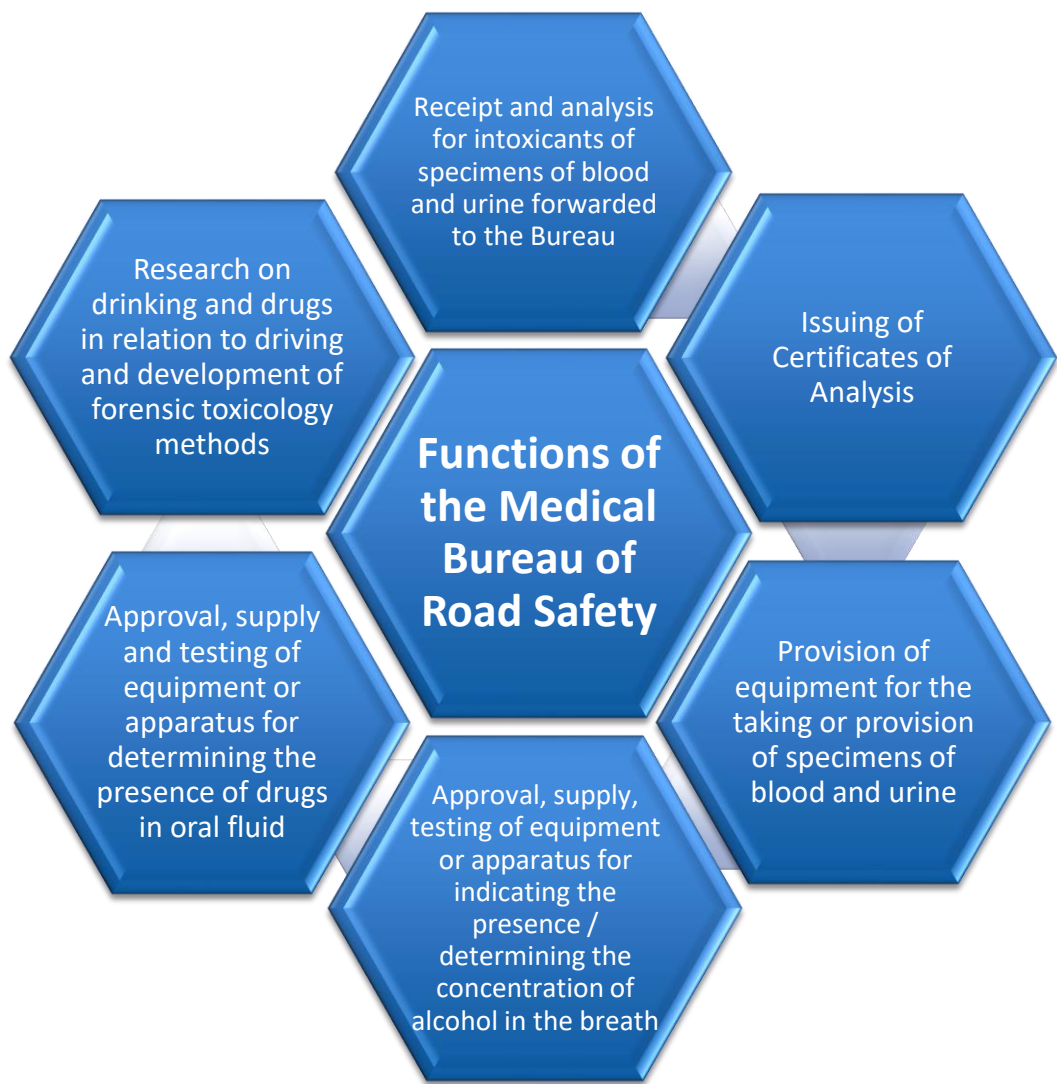 Receipt and analysis
for intoxicants of
specimens of blood
and urine forwarded
to the Bureau
Issuing of
Certificates of
Analysis
Provision of
equipment for the
taking or provision
of specimens of
blood and urine
Approval, supply,
testing of equipment
or apparatus for
indicating the
presence /
determining the
concentration of
alcohol in the breath
Approval, supply
and testing of
equipment or
apparatus for
determining the
presence of drugs
in oral fluid
Research on
drinking and drugs
in relation to driving
and development of
forensic toxicology
methods
Functions of
the Medical
Bureau of
Road Safety